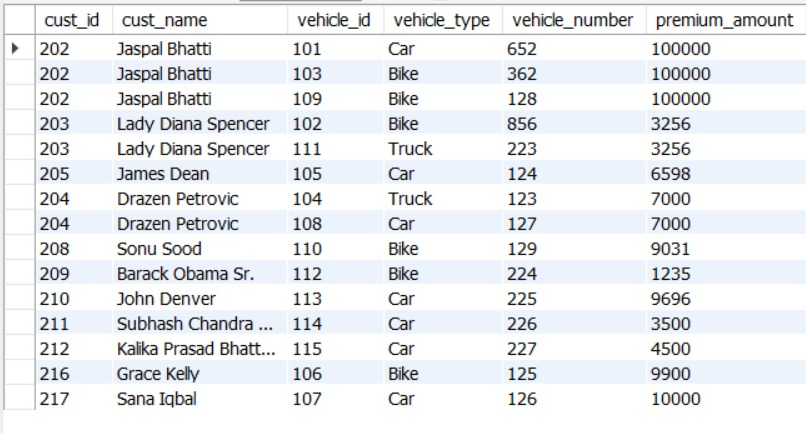 cust_id cust_name vehicle_id vehicle_type vehicle_number premium_amount
202 Jaspal Bhatti 101 Car 652 100000
202 Jaspal Bhatti 103 Bike 362 100000
202 Jaspal Bhatti 109 Bike 128 100000
203 Lady Diana Spencer 102 Bike 856 3256
203 Lady Diana Spencer 111 Truck 223 3256
205 James Dean 105 Car 124 6598
204 Drazen Petrovic 104 Truck 123 7000
204 Drazen Petrovic 108 Car 127 7000
208 Sonu Sood 110 Bike 129 9031
209 Barack Obama Sr. 112 Bike 224 1235
210 John Denver 113 Car 225 9696
211 Subhash Chandra ... 114 Car 226 3500
212 Kalika Prasad Bhatt... 115 Car 227 4500
216 Grace Kelly 106 Bike 125 9900
217 Sana Iqbal 107 Car 126 10000